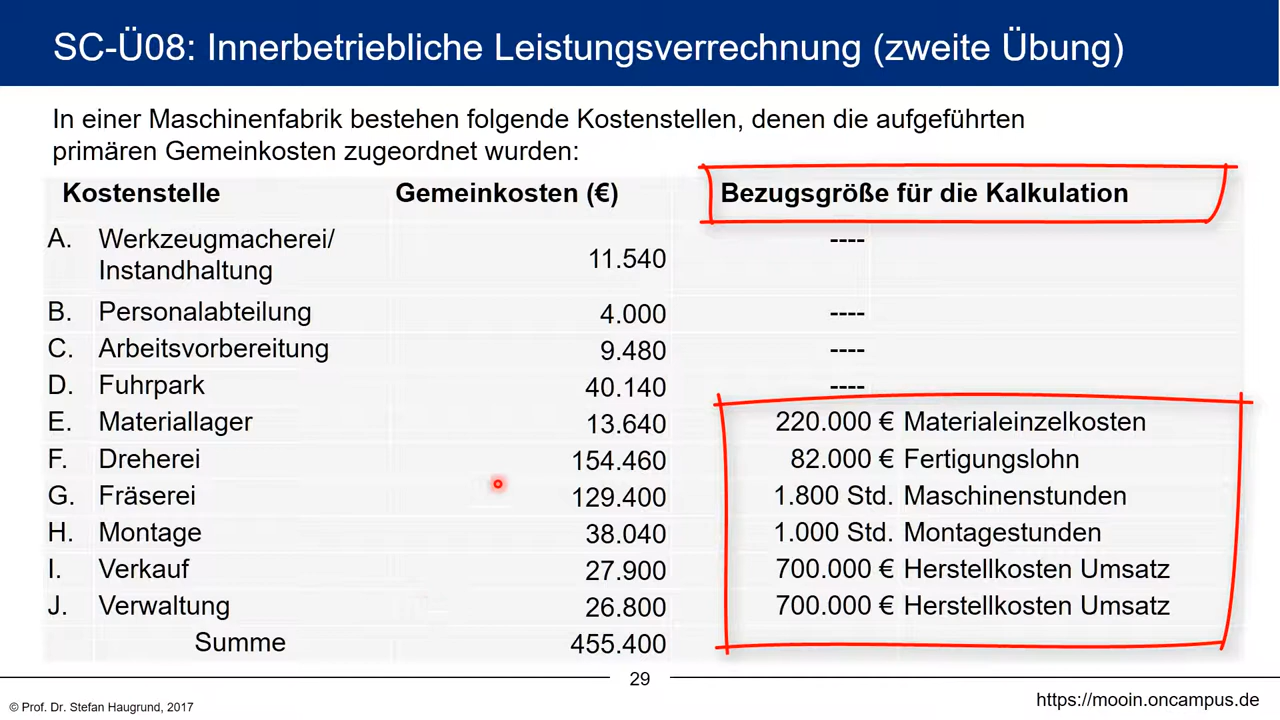 SC-Ü08: Innerbetriebliche Leistungsverrechnung (zweite Übung)
In einer Maschinenfabrik bestehen folgende Kostenstellen, denen die aufgeführten
primären Gemeinkosten zugeordnet wurden:
Kostenstelle Gemeinkosten (€) Bezugsgröße für die Kalkulation
A. Werkzeugmacherei/
Instandhaltung 11.540 ----
B. Personalabteilung 4.000 ----
C. Arbeitsvorbereitung 9.480 ----
D. Fuhrpark 40.140 ----
E. Materiallager 13.640 220.000 € Materialeinzelkosten
F. Dreherei 154.460 82.000 € Fertigungslohn
G. Fräserei 129.400 1.800 Std. Maschinenstunden
H. Montage 38.040 1.000 Std. Montagestunden
I. Verkauf 27.900 700.000 € Herstellkosten Umsatz
J. Verwaltung 26.800 700.000 € Herstellkosten Umsatz
Summe 455.400
29
© Prof. Dr. Stefan Haugrund, 2017 https://mooin.oncampus.de